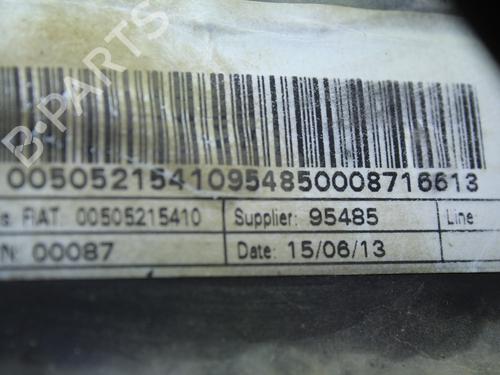 B-PARTS
00505215410954850008716613
s. FIAT: 00505215410 Supplier: 95485 Line
N: 00087 Date: 15/06/13